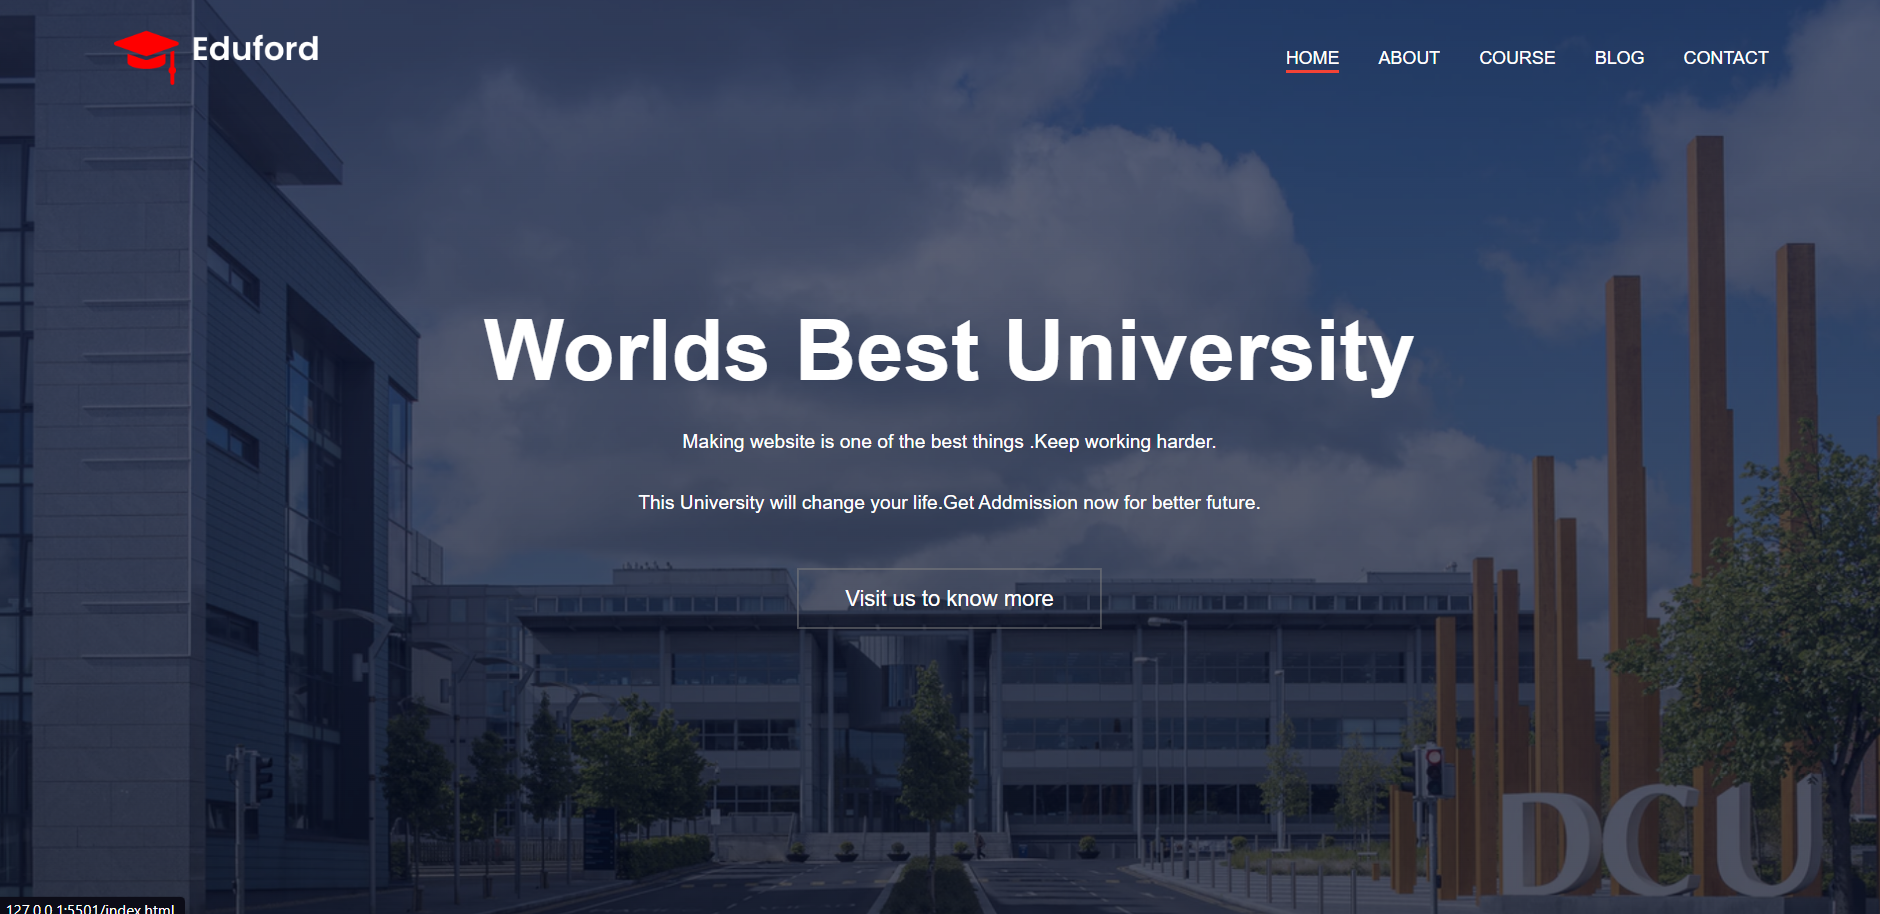 Eduford
HOME ABOUT COURSE BLOG CONTACT
Worlds Best University
Making website is one of the best things .Keep working harder.
This University will change your life.Get Addmission now for better future.
Visit us to know more
DCU
127.0.0.1:5501/index.html